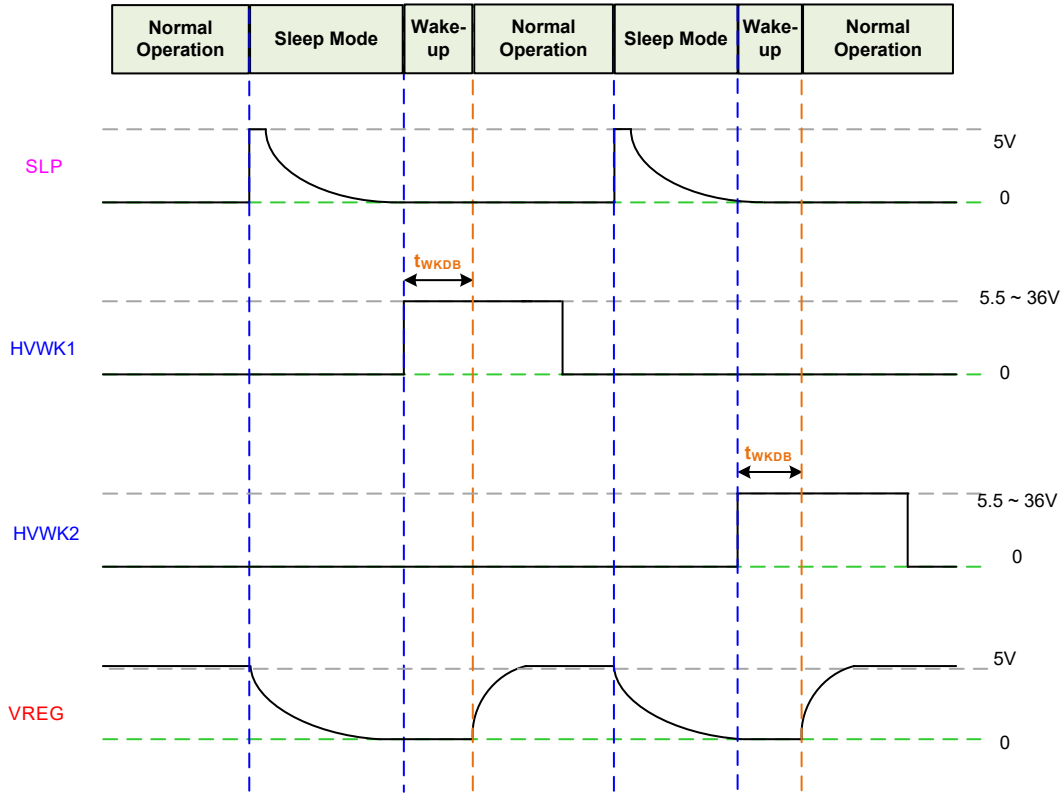 Normal Operation
Sleep Mode
Wake-up
Normal Operation
Sleep Mode
Wake-up
Normal Operation
SLP
5V
0
tWKDB
HVWK1
5.5 ~ 36V
0
tWKDB
HVWK2
5.5 ~ 36V
0
VREG
5V
0